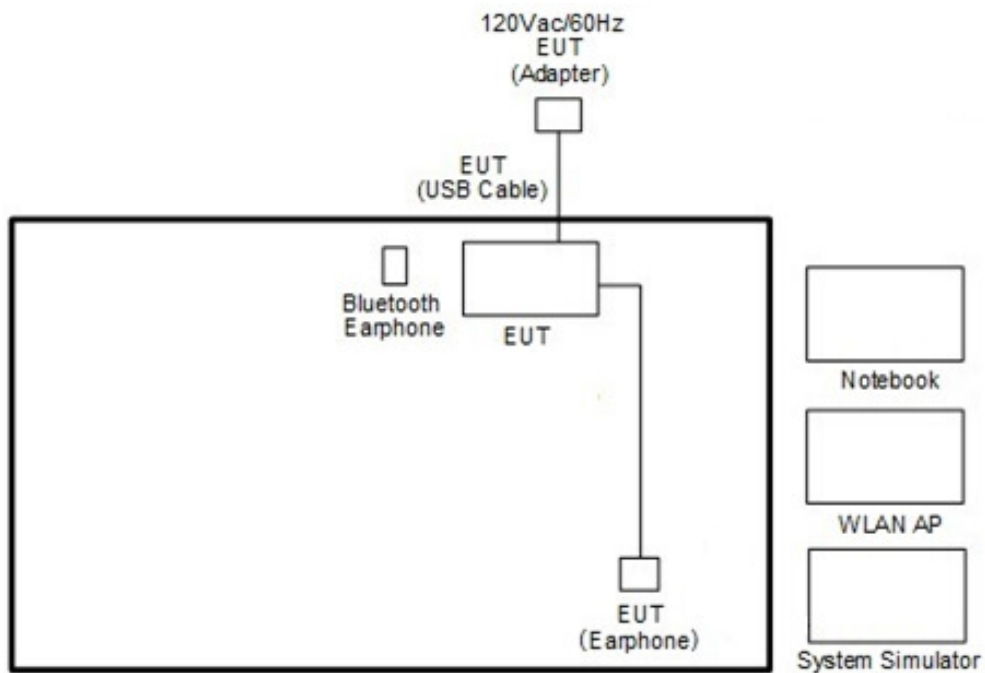 120Vac/60Hz
EUT
(Adapter)
EUT
(USB Cable)
Bluetooth
Earphone
EUT
Notebook
WLAN AP
EUT
(Earphone)
System Simulator